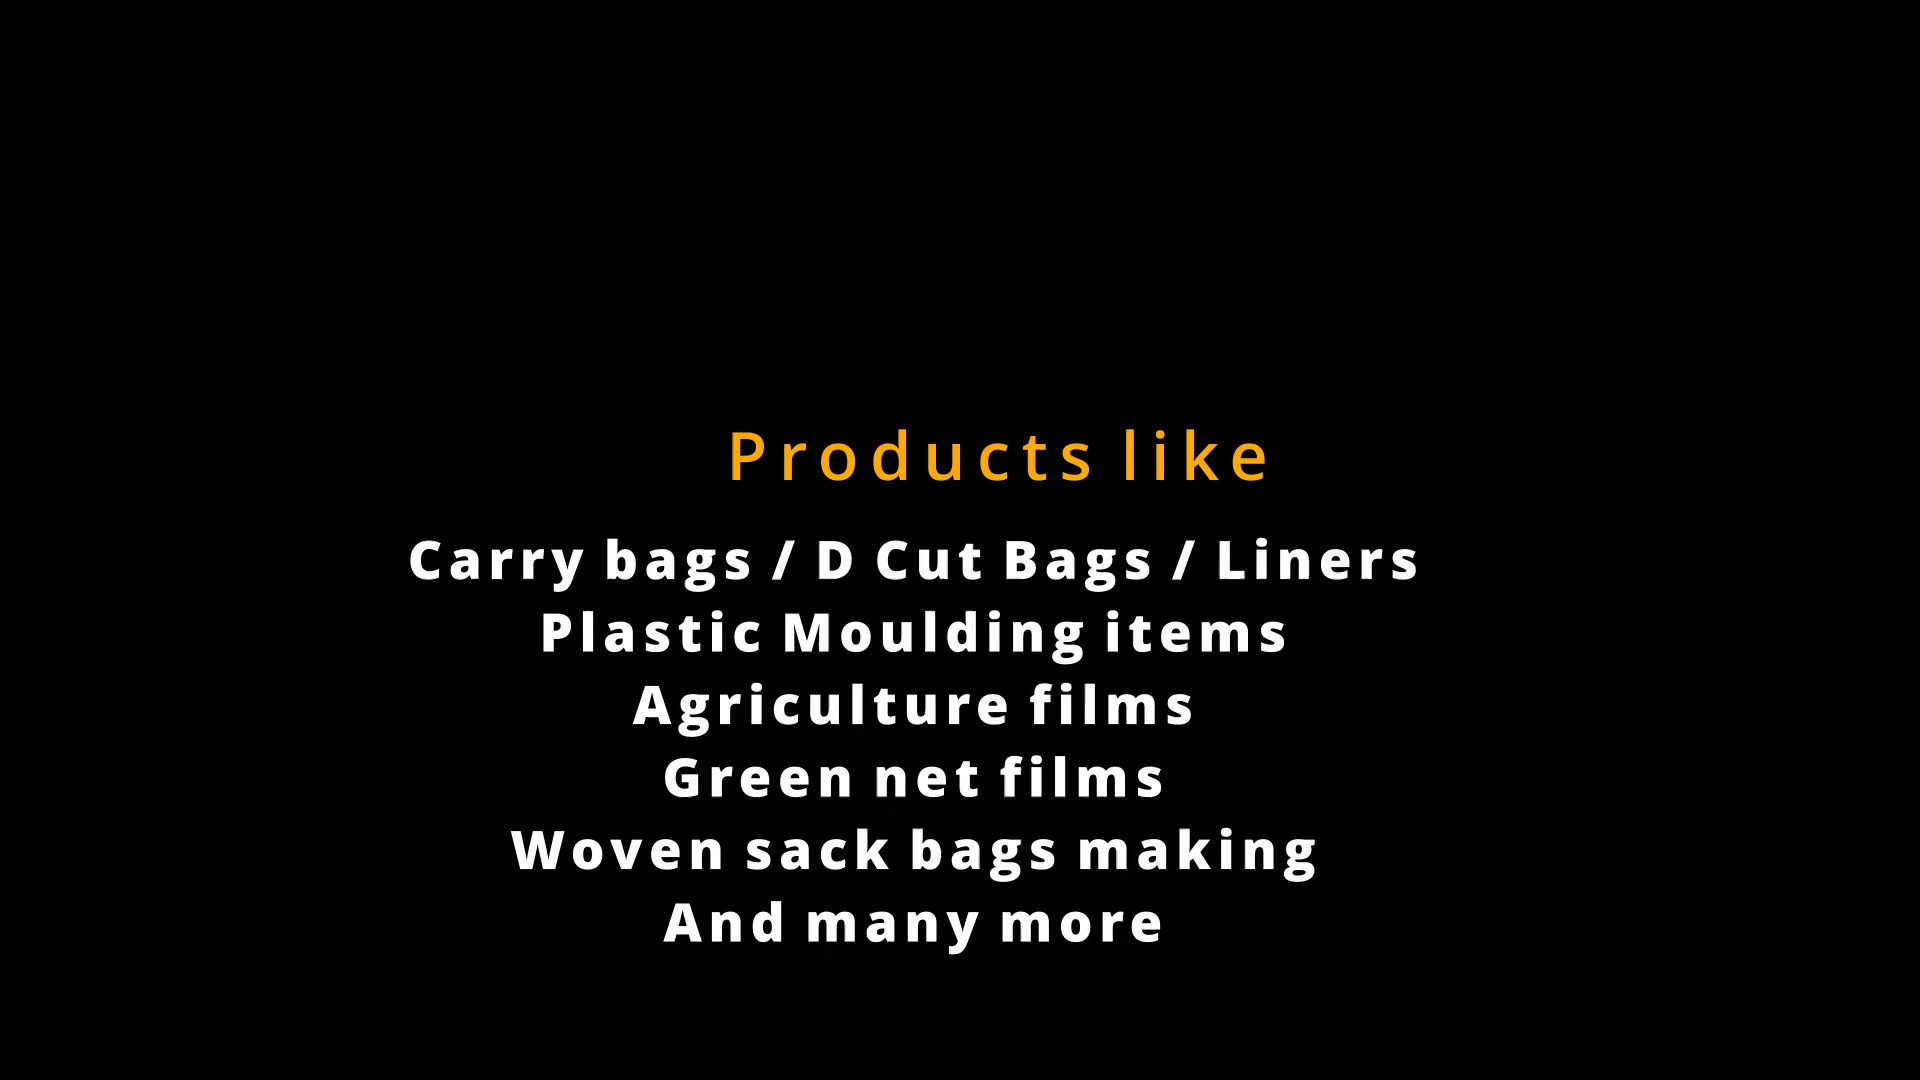 Products like
Carry bags / D Cut Bags / Liners
Plastic Moulding items
Agriculture films
Green net films
Woven sack bags making
And many more